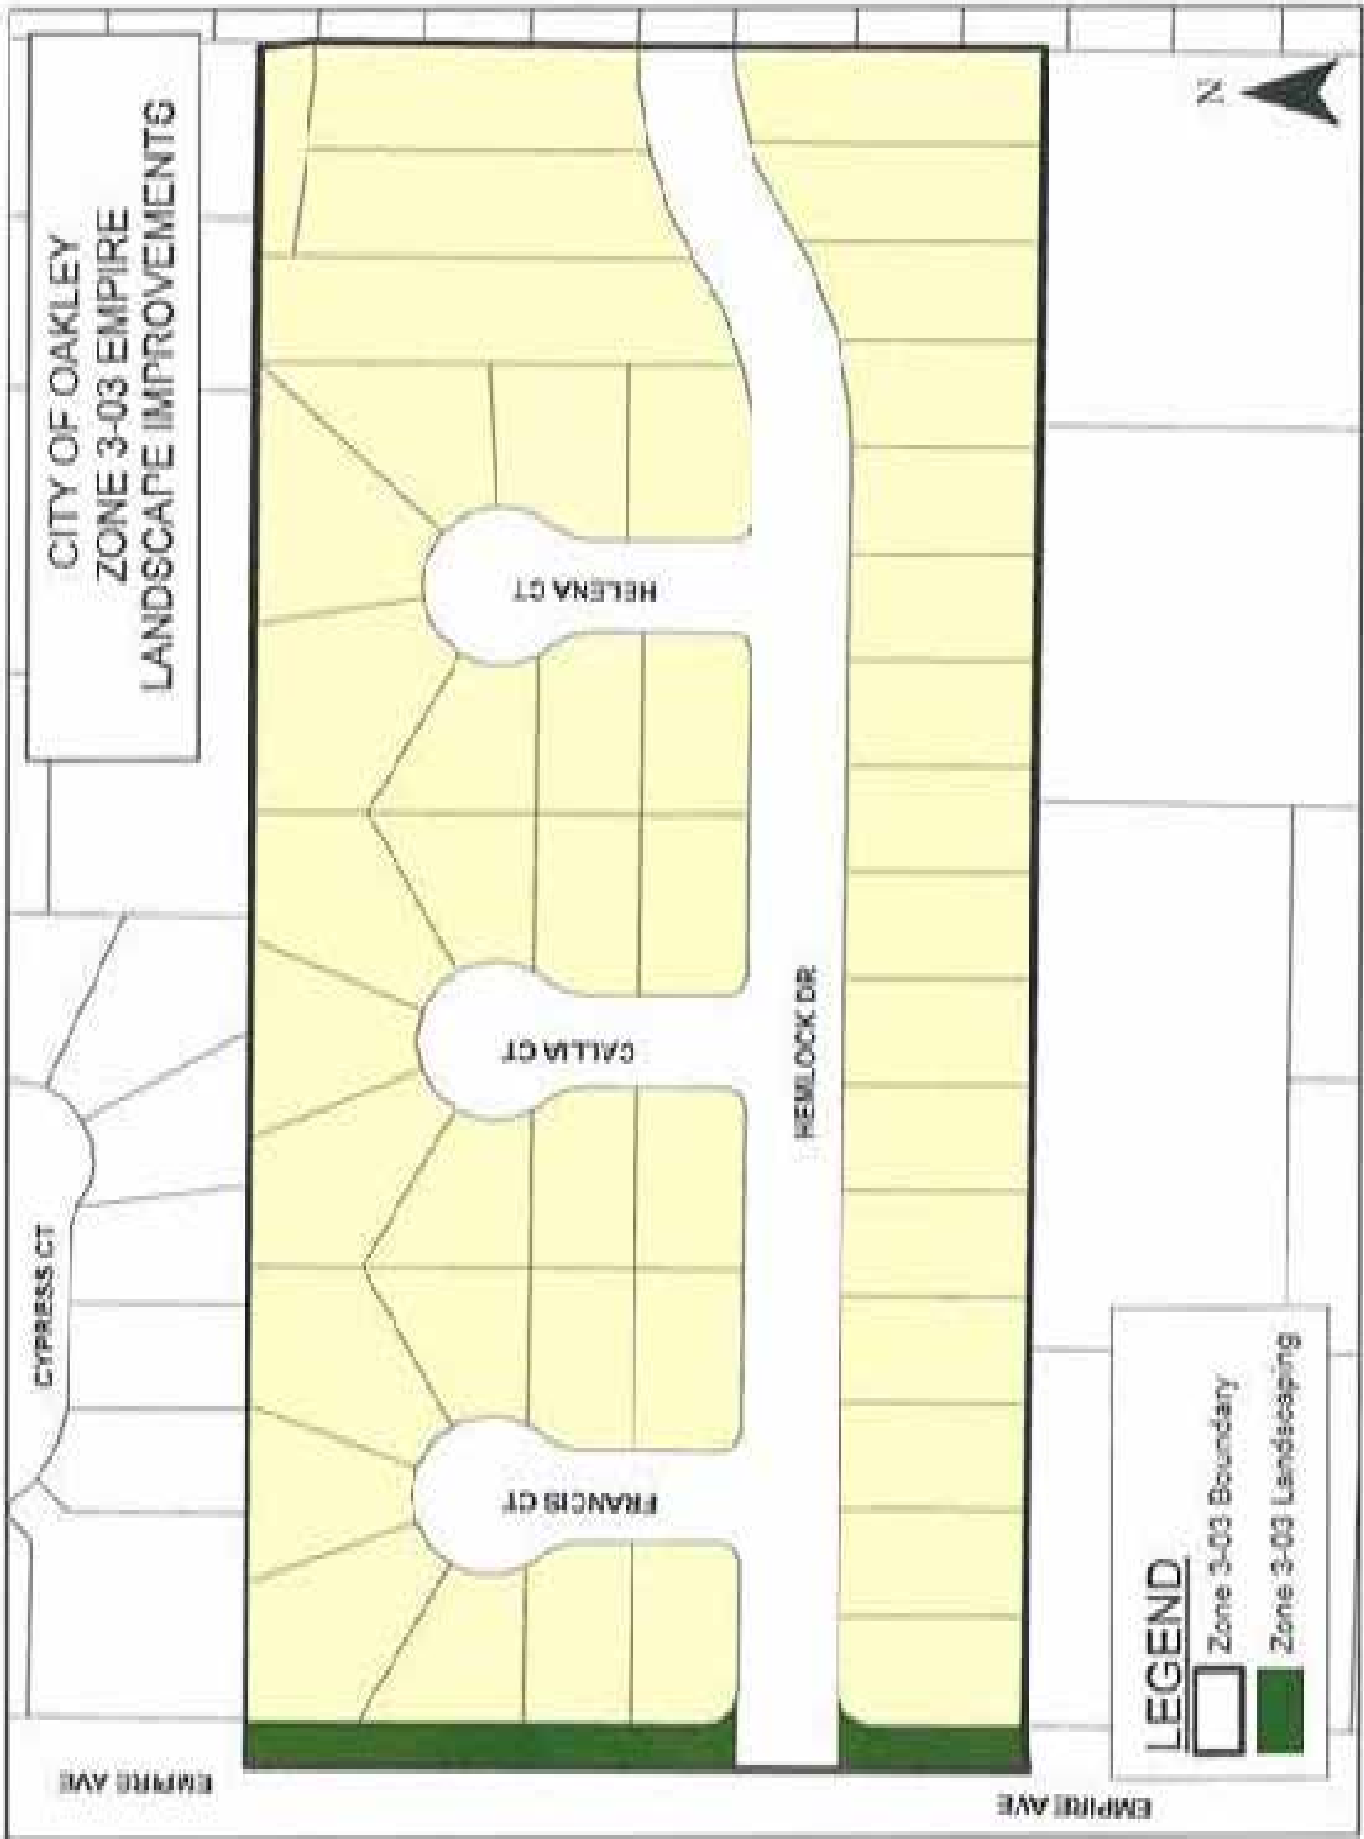 CITY OF OAKLEY
ZONE 3-03 EMPIRE
LANDSCAPE IMPROVEMENTS
N
CYPRESS CT
HELENA CT
CALLIA CT
FRANCIS CT
HEMLOCK DR
EMPIRE AVE
EMPIRE AVE
LEGEND
Zone 3-03 Boundary
Zone 3-03 Landscaping